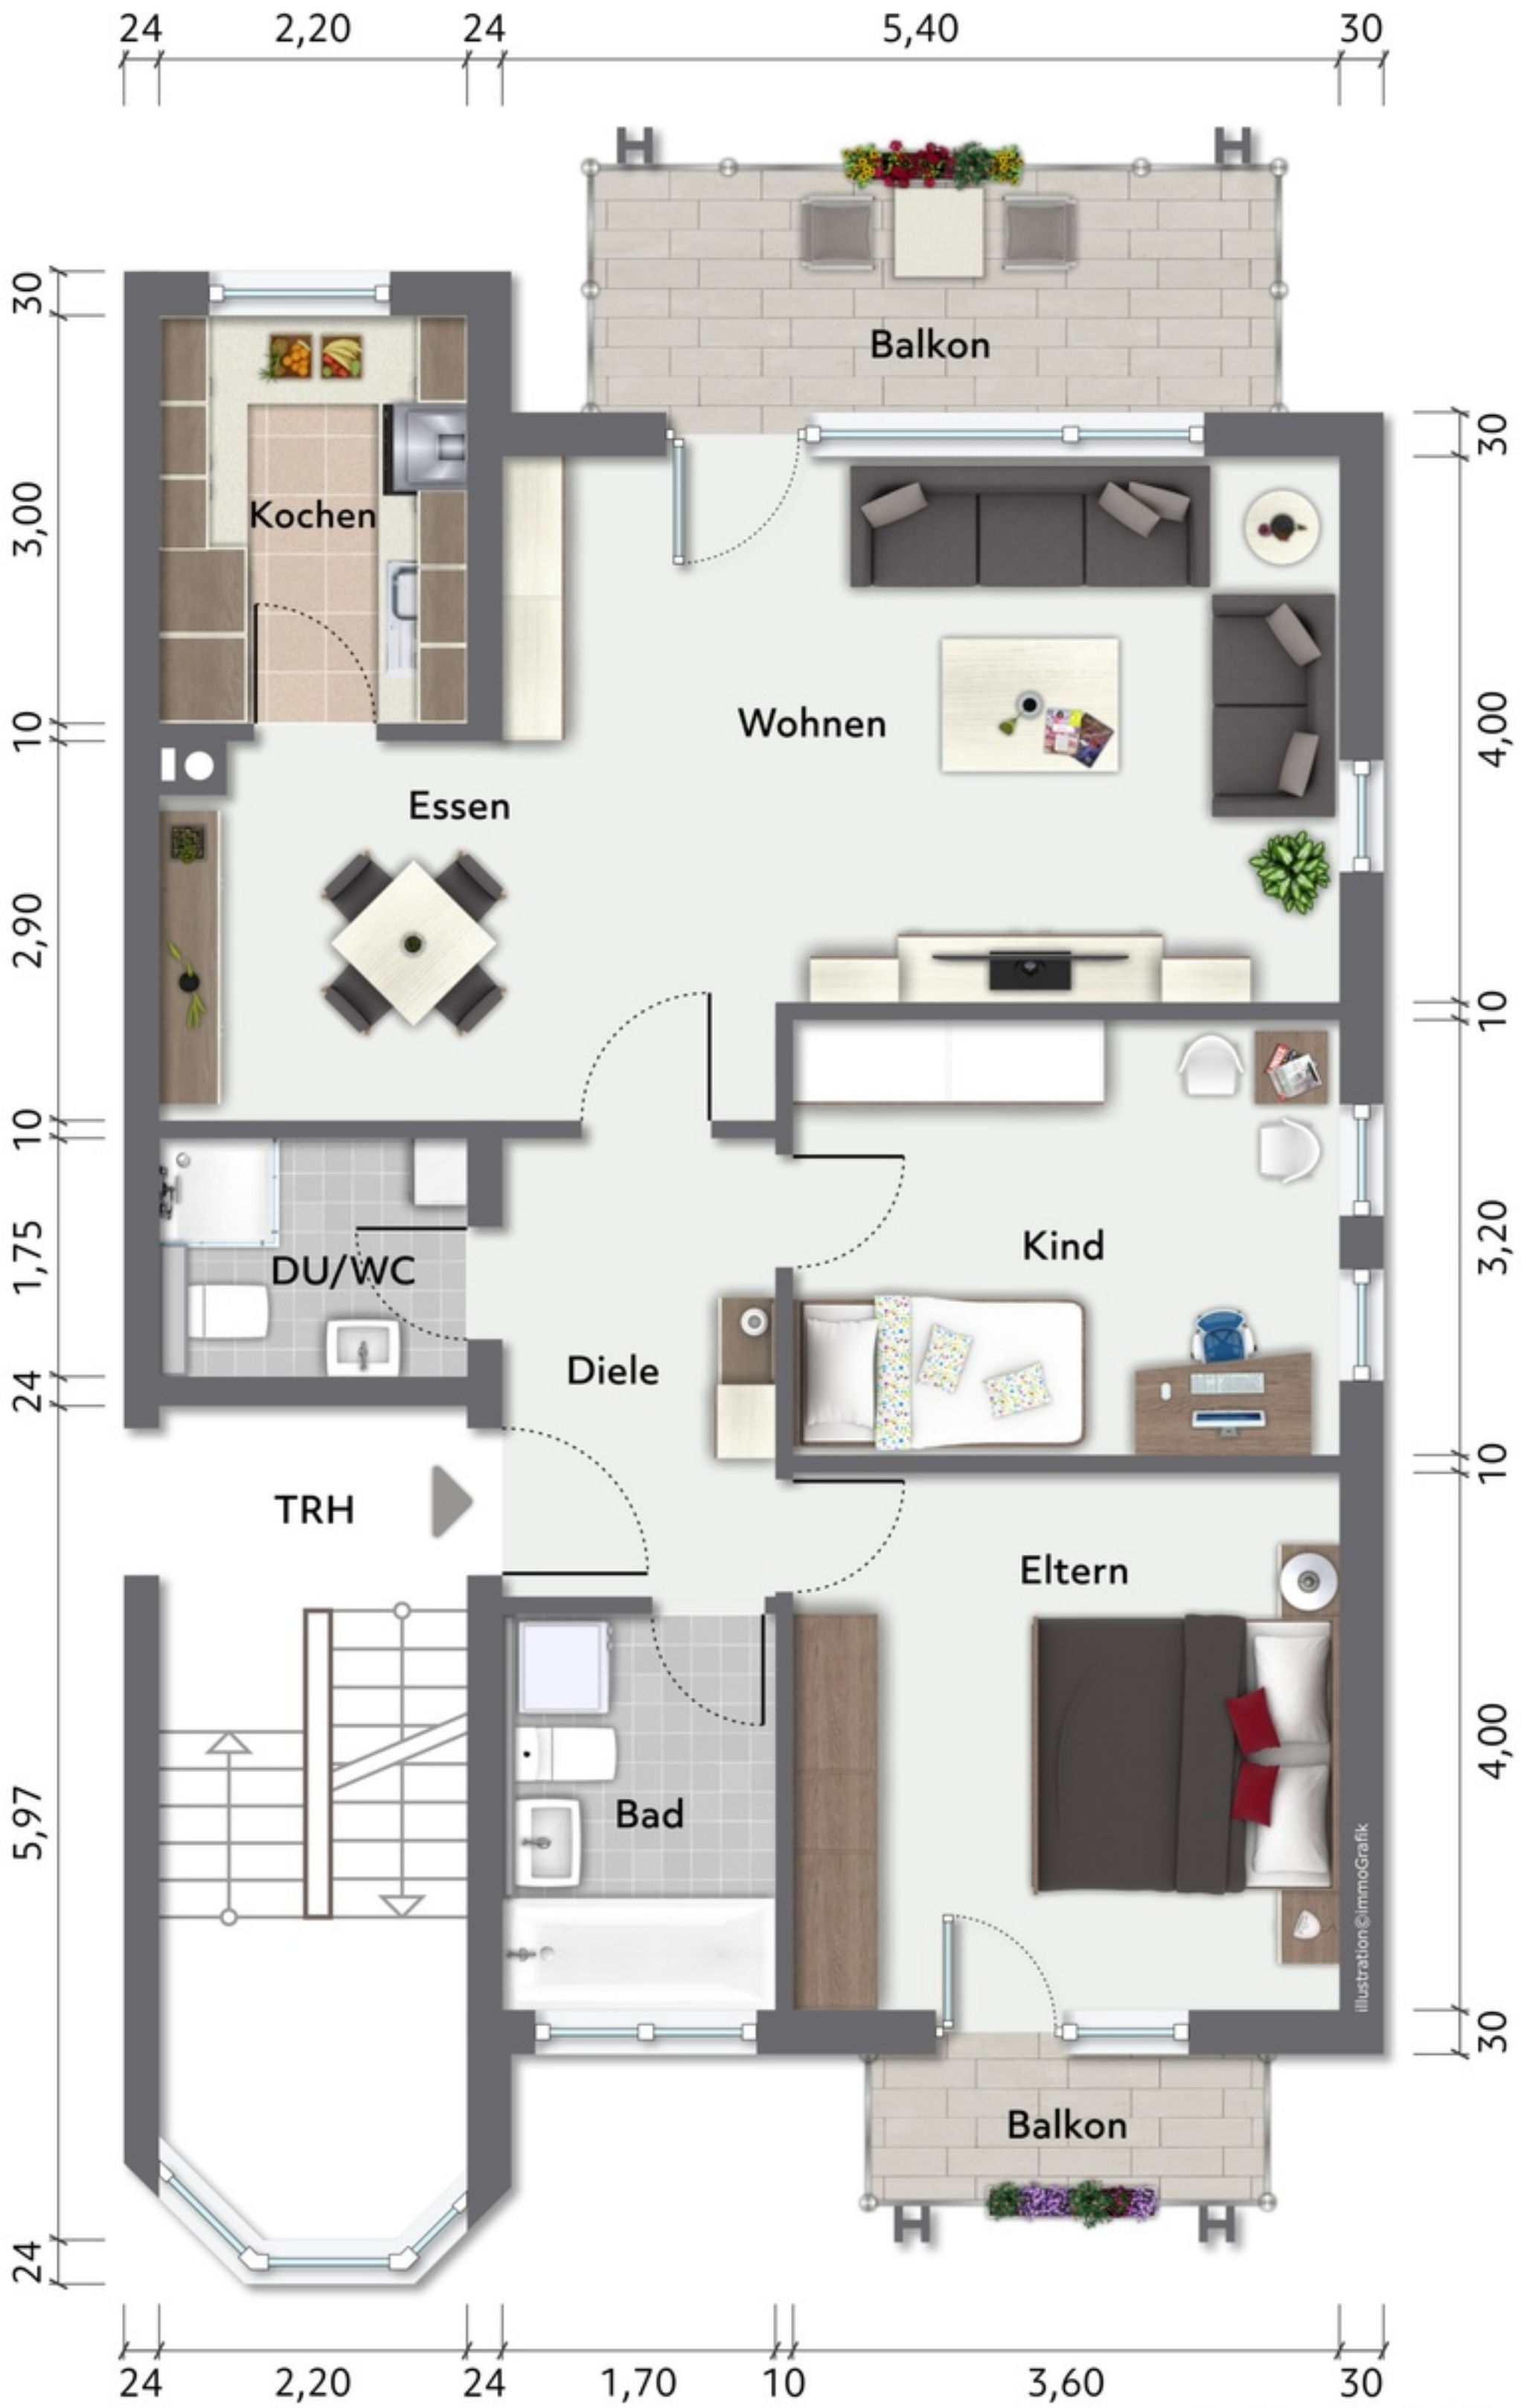 24 2,20 24 5,40 30
30
Balkon
30
Kochen
3,00
Wohnen
4,00
10
Essen
2,90
10
10
DU/WC
1,75
Kind
3,20
Diele
24
10
TRH
Eltern
4,00
Bad
5,97
illustration©immoGrafik
30
Balkon
24
24 2,20 24 1,70 10 3,60 30